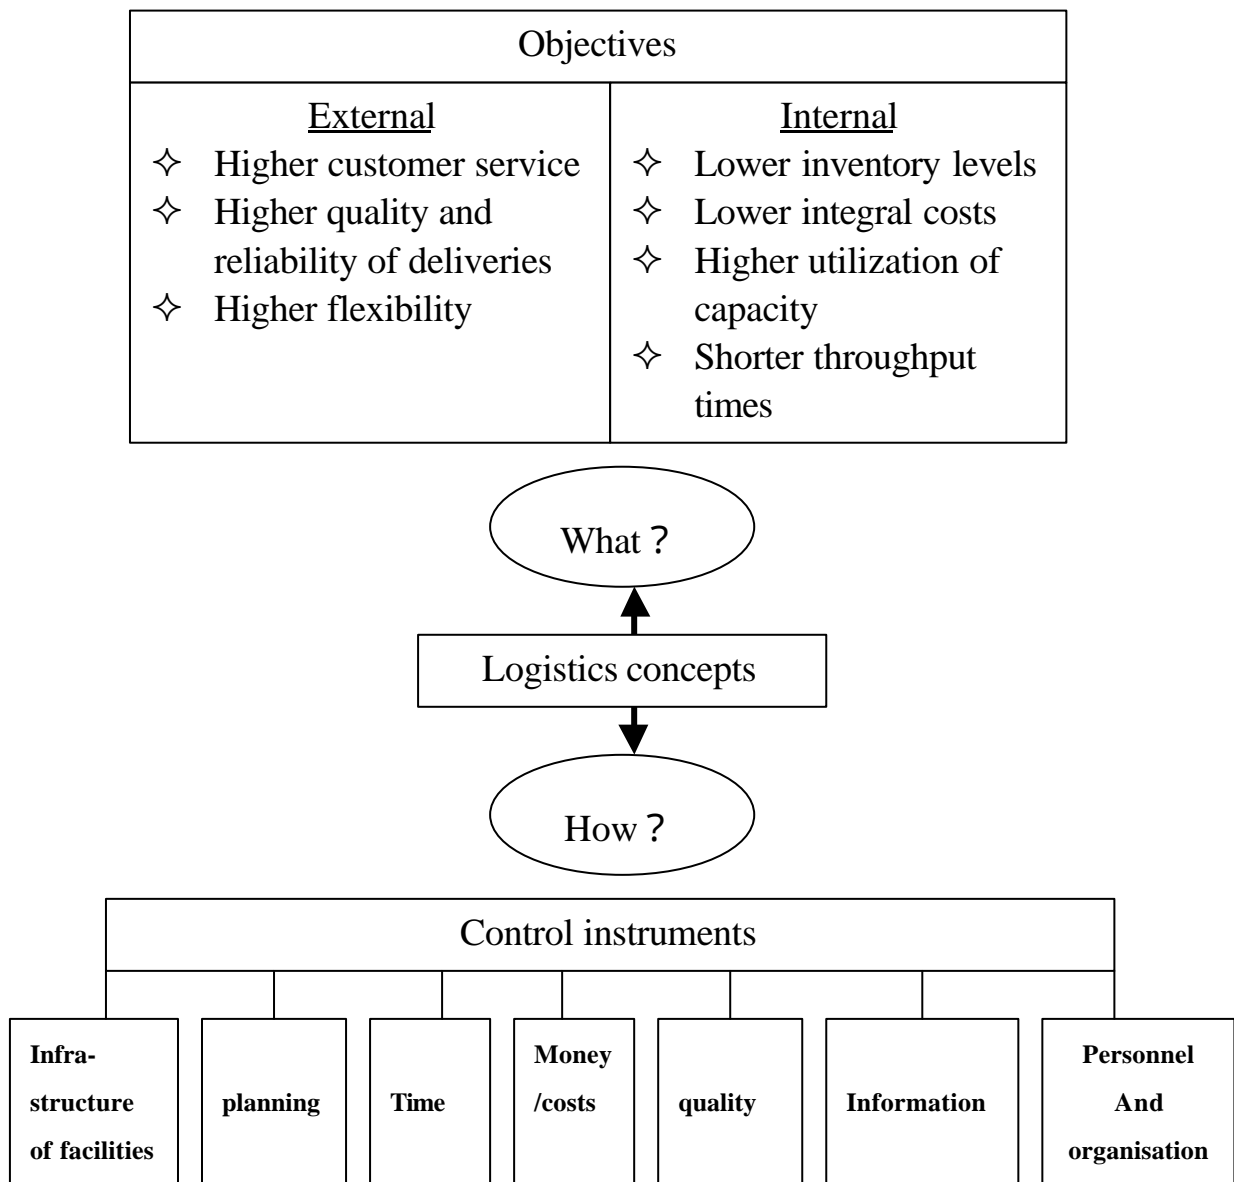 Objectives
External
✧ Higher customer service
✧ Higher quality and
reliability of deliveries
✧ Higher flexibility
Internal
✧ Lower inventory levels
✧ Lower integral costs
✧ Higher utilization of
capacity
✧ Shorter throughput
times
What ?
Logistics concepts
How ?
Control instruments
Infra-
structure
of facilities
planning
Time
Money
/costs
quality
Information
Personnel
And
organisation